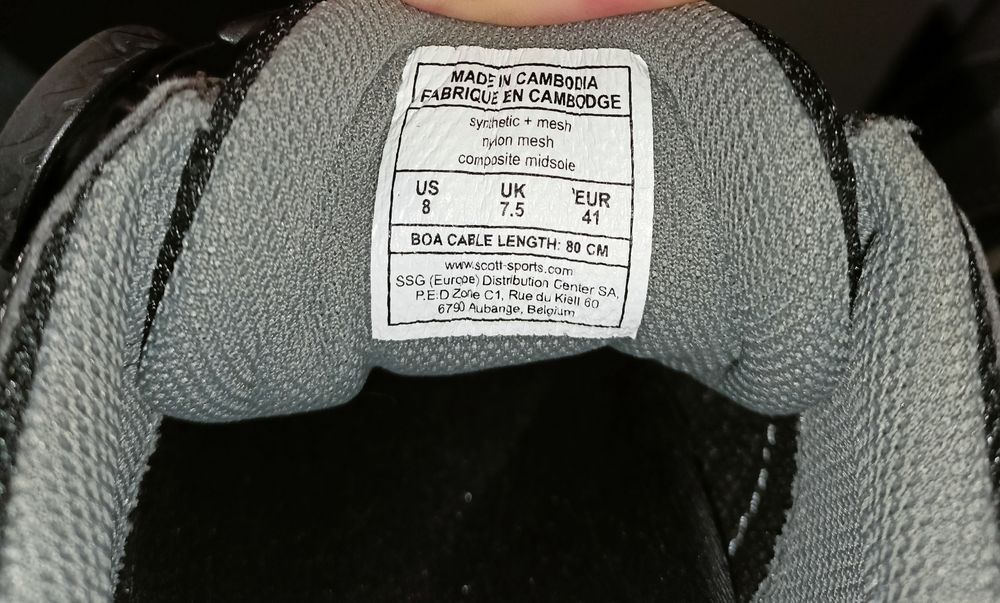 MADE IN CAMBODIA
FABRIQUE EN CAMBODGE
synthetic + mesh
nylon mesh
composite midsole
US UK EUR
8 7.5 41
BOA CABLE LENGTH: 80 CM
www.scott-sports.com
SSG (Europe) Distribution Center SA,
P.E.D Zone C1, Rue du Kiell 60
6790 Aubange, Belgium